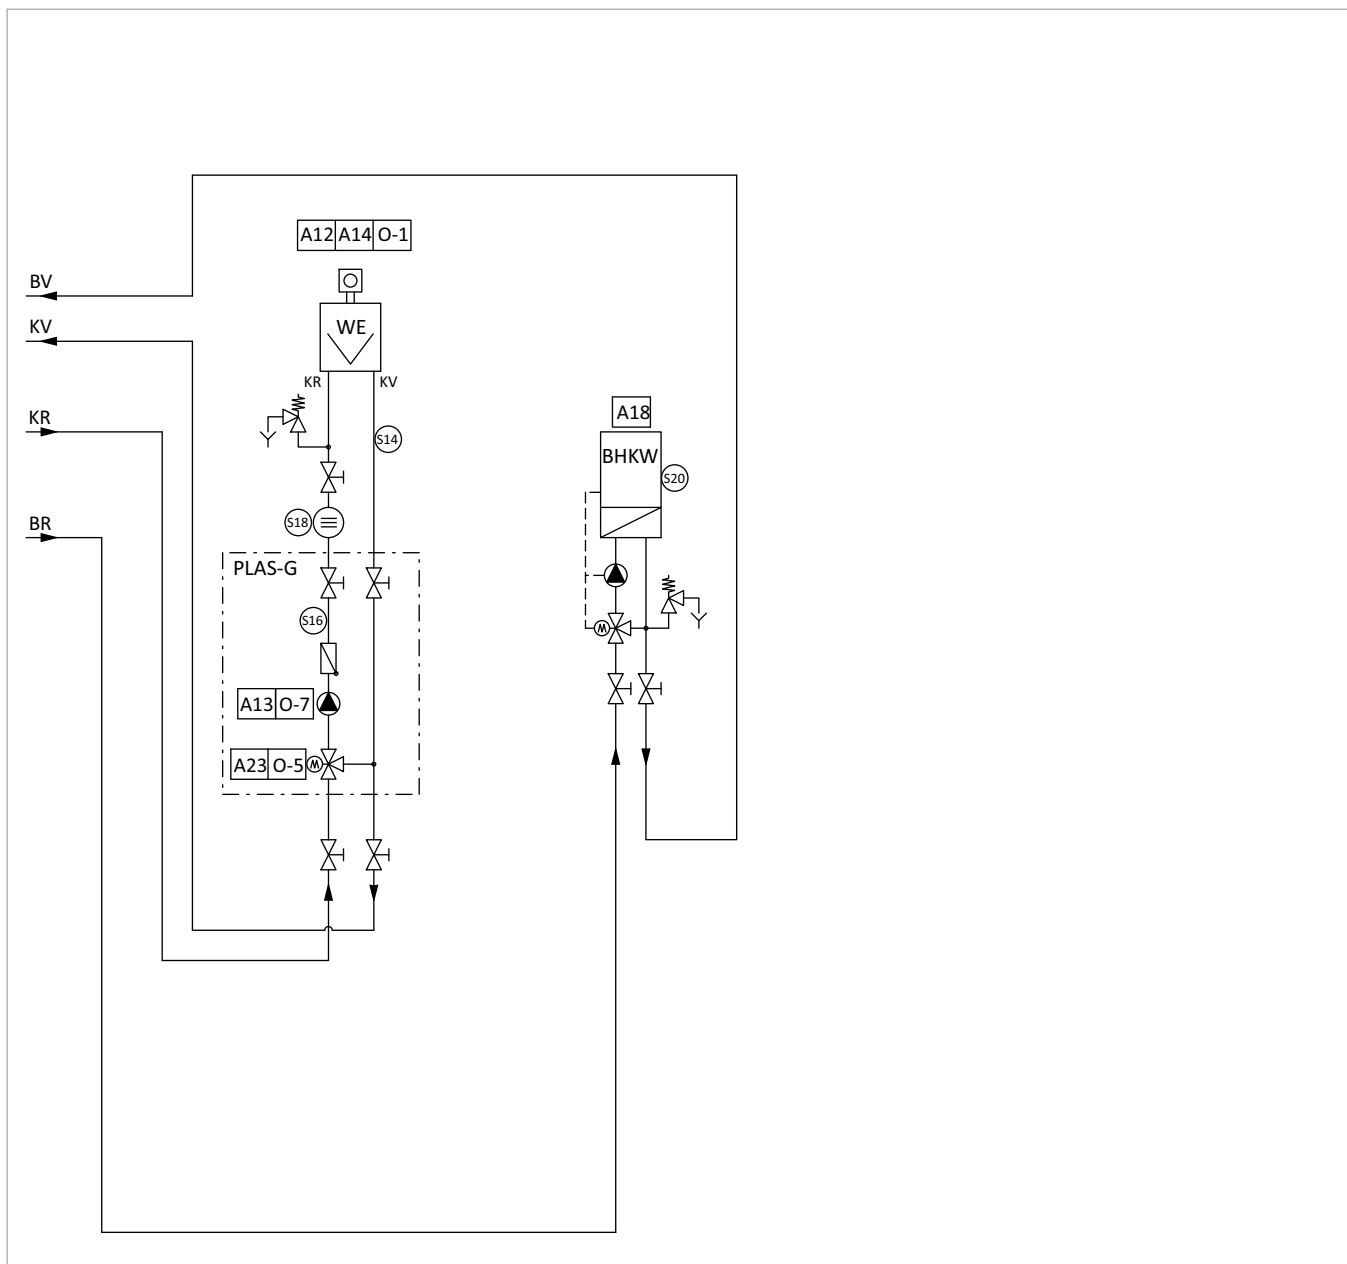 A12 A14 O-1
BV
WE
KV
KR KV
KR
A18
S14
BHKW
S20
S18
BR
PLAS-G
S16
A13 O-7
M
A23 O-5 M